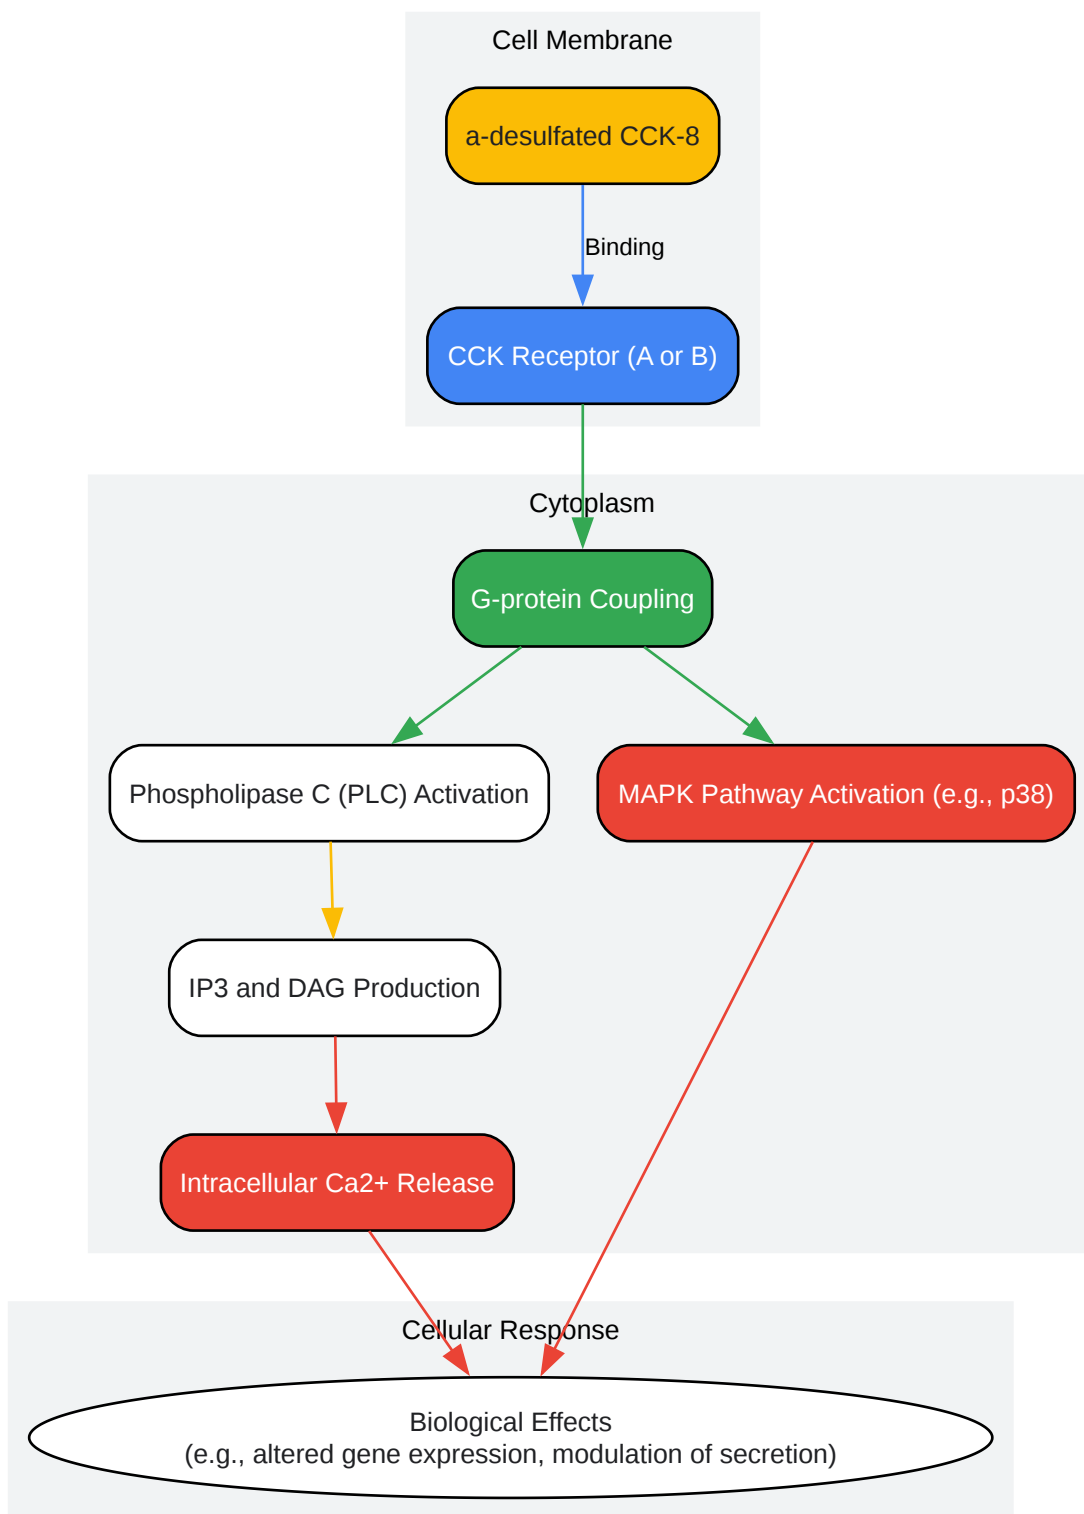 Cell Membrane
a-desulfated CCK-8
Binding
CCK Receptor (A or B)
Cytoplasm
G-protein Coupling
Phospholipase C (PLC) Activation
MAPK Pathway Activation (e.g., p38)
IP3 and DAG Production
Intracellular Ca2+ Release
Cellular Response
Biological Effects
(e.g., altered gene expression, modulation of secretion)